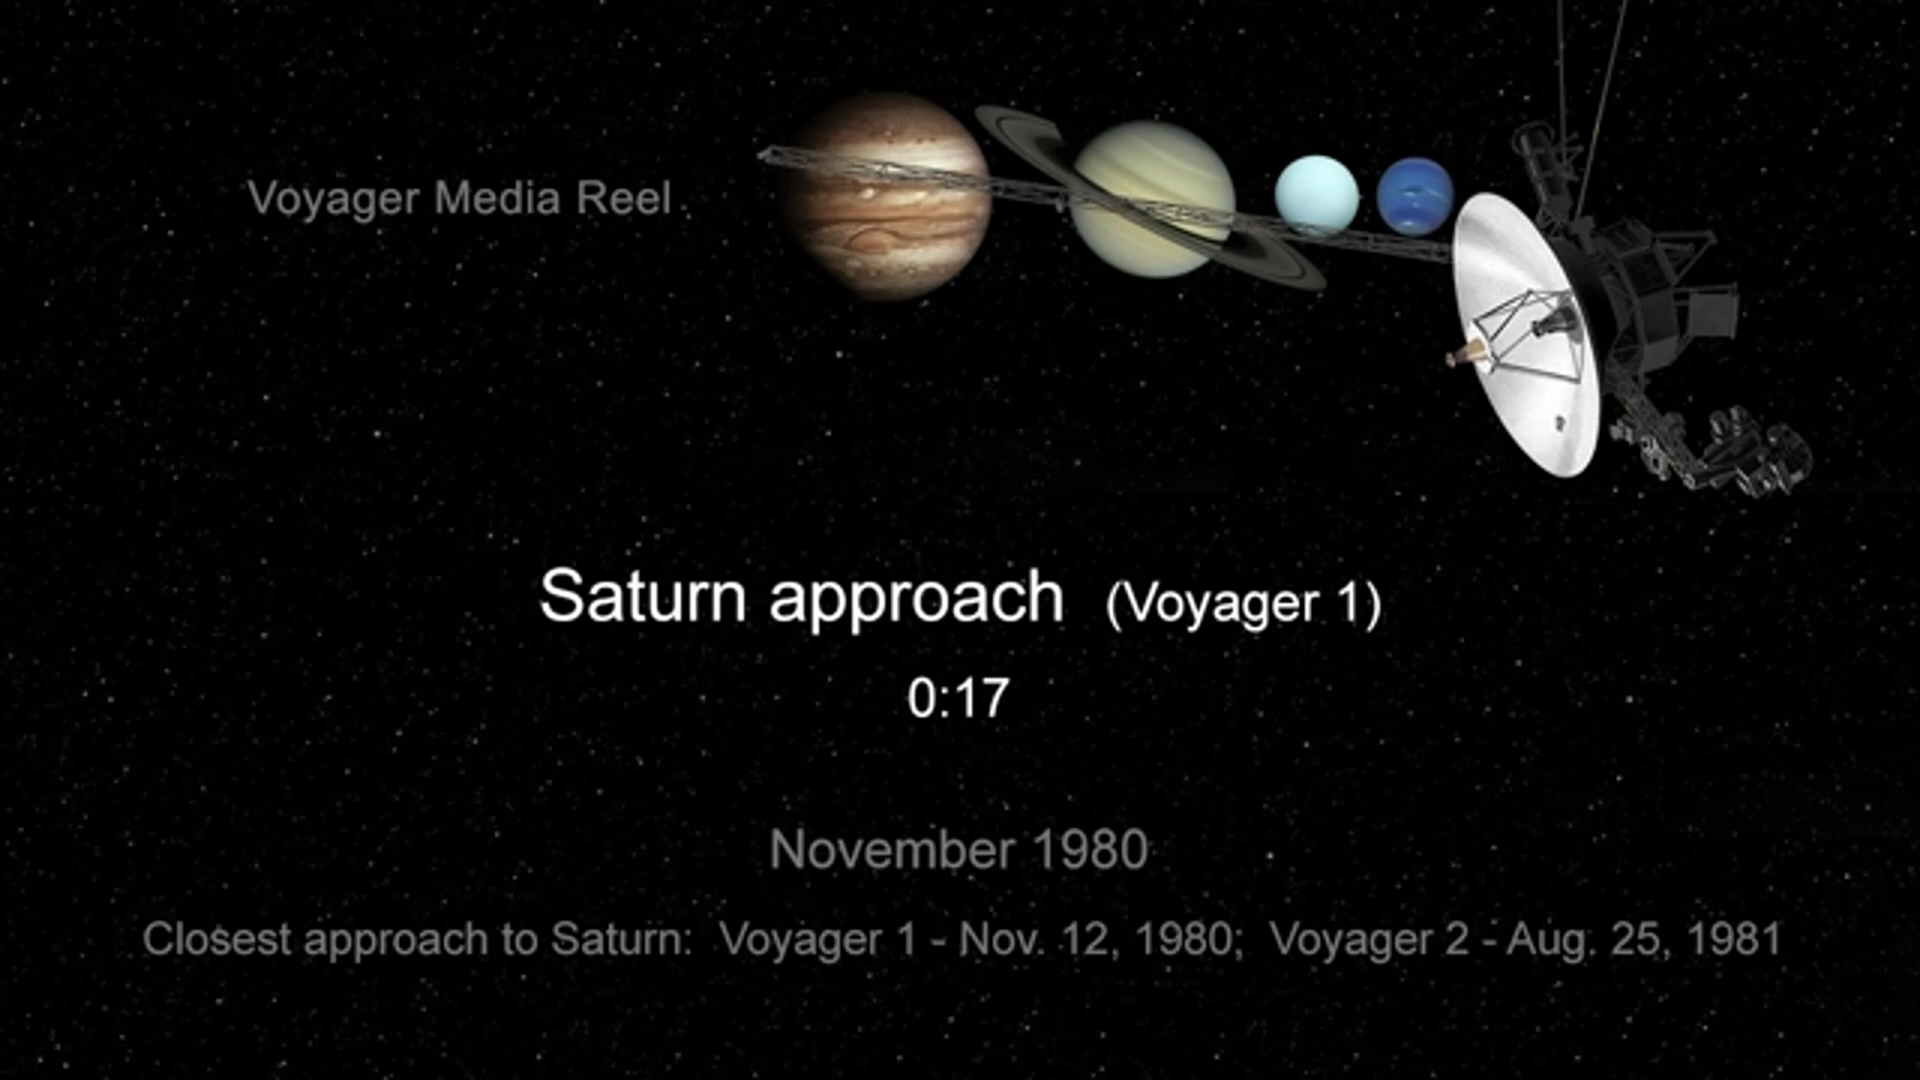 Voyager Media Reel
Saturn approach (Voyager 1)
0:17
November 1980
Closest approach to Saturn: Voyager 1 - Nov. 12, 1980; Voyager 2 - Aug. 25, 1981